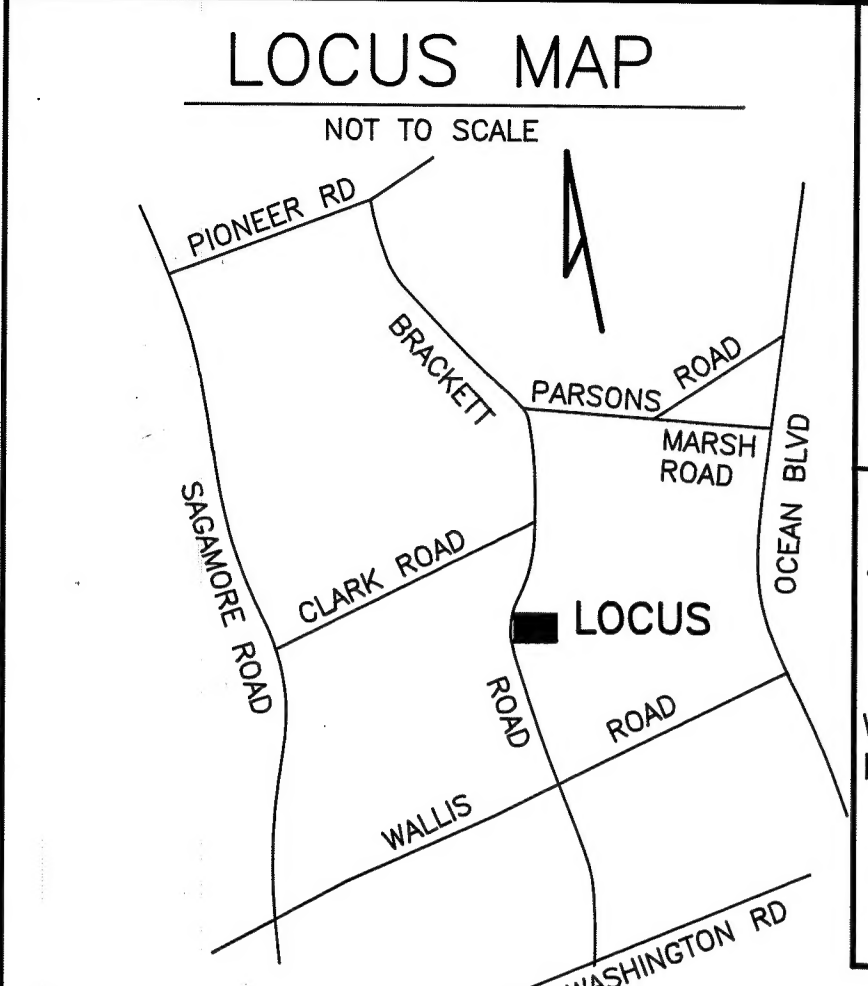 LOCUS MAP
NOT TO SCALE
PIONEER RD
BRACKETT
PARSONS ROAD
MARSH
ROAD
OCEAN BLVD
SAGAMORE ROAD
CLARK ROAD
LOCUS
ROAD
WALLIS ROAD
WASHINGTON RD